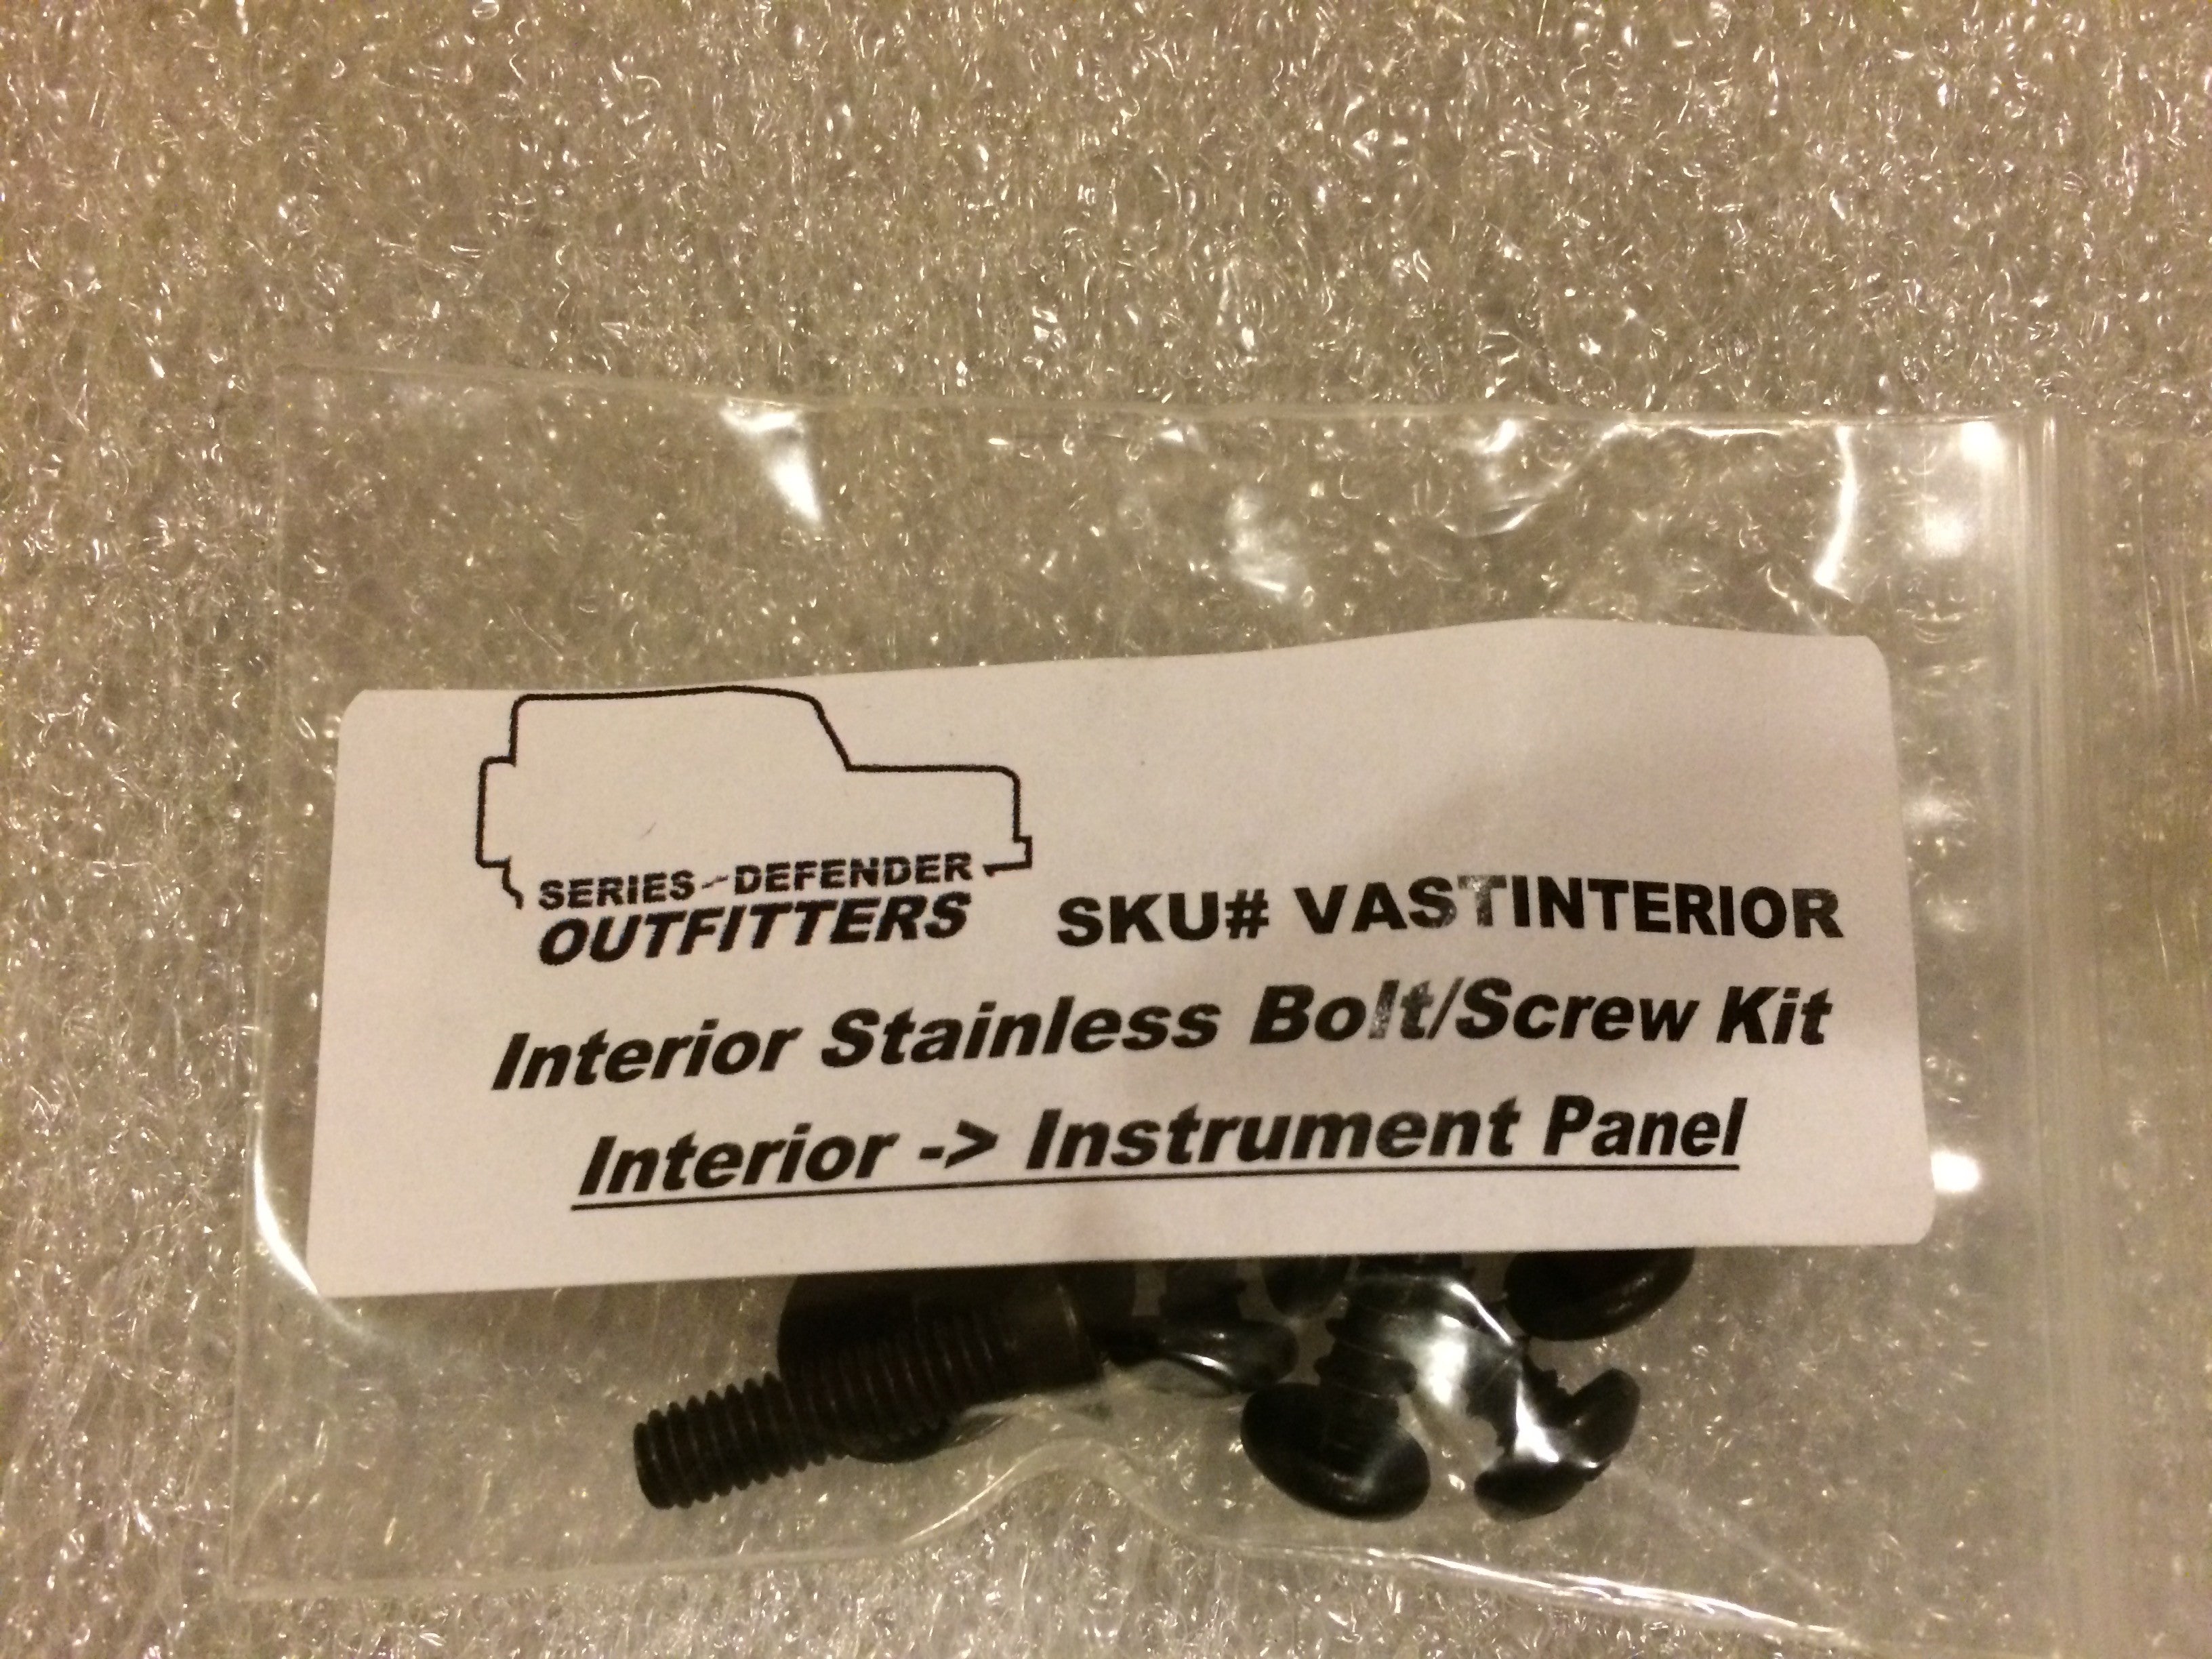 SERIES-DEFENDER
OUTFITTERS
SKU# VASTINTERIOR
Interior Stainless Bolt/Screw Kit
Interior -> Instrument Panel